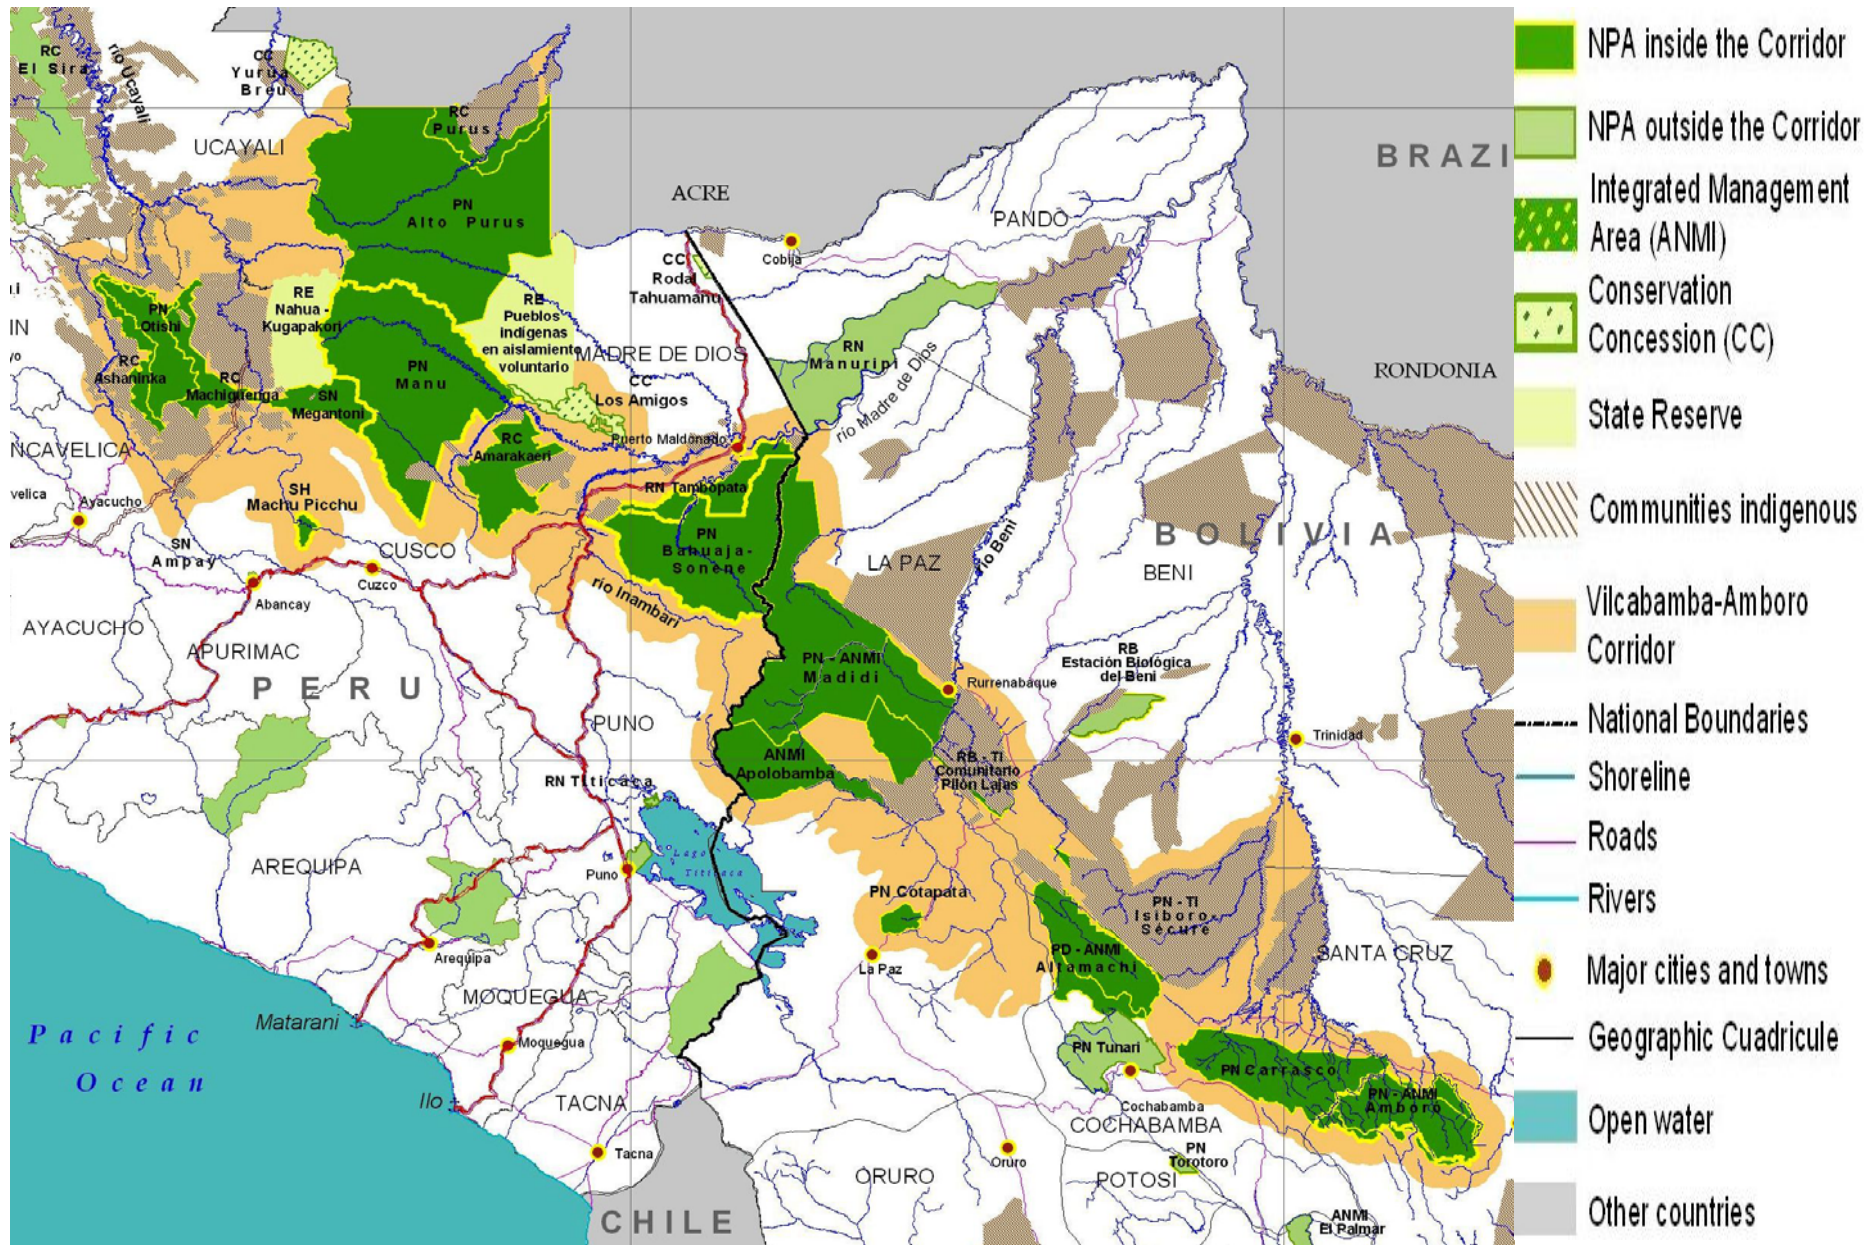 RC
El Sira
río Ucayali
CC
Yurua
Breu
UCAYALI
RC
Purus
PN
Alto Purus
ACRE
BRAZI
PANDO
Cobija
CC
Rodal
Tahuamanu
PN
Otishi
RE
Nahua -
Kugapakori
RE
Pueblos
indígenas
en aislamiento
voluntario
MADRE DE DIOS
RN
Manuripi
río Madre de Dios
IN
RC
Ashaninka
RC
Machiguenga
SN
Megantoni
PN
Manu
CC
Los Amigos
RONDONIA
NCAVELICA
RC
Amarakaeri
Puerto Maldonado
velica
Ayacucho
SH
Machu Picchu
RN Tambopata
SN
Ampay
CUSCO
Cuzco
Abancay
PN
Bahuaja-
Sonene
río Inambari
LA PAZ
río Beni
BOLIVIA
BENI
AYACUCHO
APURIMAC
PERU
PN - ANMI
Madidi
Rurrenabaque
RB
Estación Biológica
del Beni
PUNO
Trinidad
ANMI
Apolobamba
RB - TI
Comunitario
Pilón Lajas
RN Titicaca
AREQUIPA
Puno
Lago
Titicaca
PN Cotapata
PN - TI
Isiboro-
Sécure
Arequipa
La Paz
PD - ANMI
Altamachi
SANTA CRUZ
MOQUEGUA
Matarani
Pacific
Ocean
Moquegua
PN Tunari
PN Carrasco
PN - ANMI
Amboró
Ilo
TACNA
Cochabamba
COCHABAMBA
Tacna
Oruro
PN
Torotoro
ORURO
POTOSI
CHILE
ANMI
El Palmar
NPA inside the Corridor
NPA outside the Corridor
Integrated Management
Area (ANMI)
Conservation
Concession (CC)
State Reserve
Communities indigenous
Vilcabamba-Amboro
Corridor
National Boundaries
Shoreline
Roads
Rivers
Major cities and towns
Geographic Cuadricule
Open water
Other countries